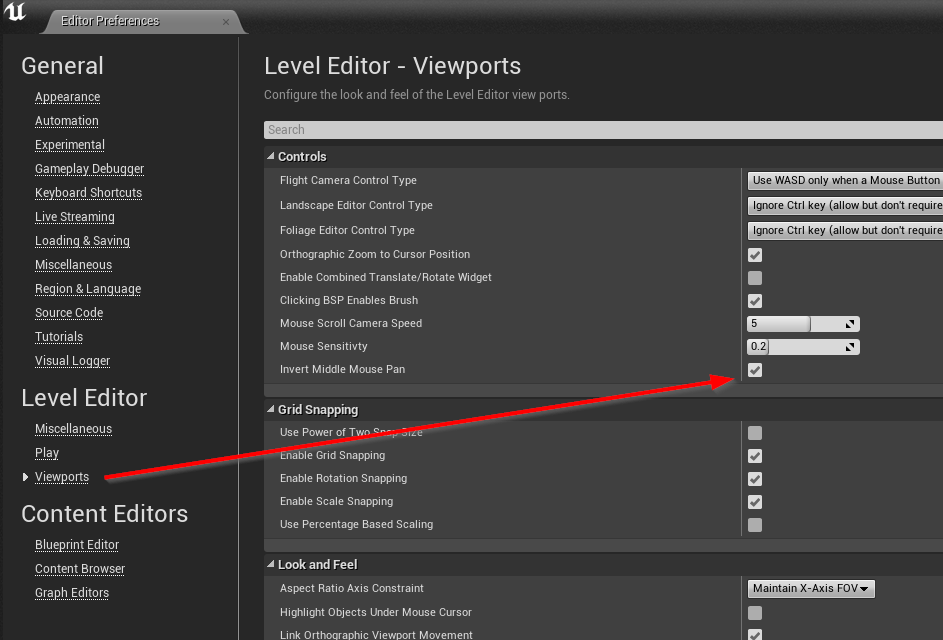 Editor Preferences
General
Appearance
Automation
Experimental
Gameplay Debugger
Keyboard Shortcuts
Live Streaming
Loading & Saving
Miscellaneous
Region & Language
Source Code
Tutorials
Visual Logger
Level Editor
Miscellaneous
Play
Viewports
Content Editors
Blueprint Editor
Content Browser
Graph Editors
Level Editor - Viewports
Configure the look and feel of the Level Editor view ports.
Search
Controls
Flight Camera Control Type Use WASD only when a Mouse Button
Landscape Editor Control Type Ignore Ctrl key (allow but don't require
Foliage Editor Control Type Ignore Ctrl key (allow but don't require
Orthographic Zoom to Cursor Position
Enable Combined Translate/Rotate Widget
Clicking BSP Enables Brush
Mouse Scroll Camera Speed 5
Mouse Sensitivty 0.2
Invert Middle Mouse Pan
Grid Snapping
Use Power of Two Snap Size
Enable Grid Snapping
Enable Rotation Snapping
Enable Scale Snapping
Use Percentage Based Scaling
Look and Feel
Aspect Ratio Axis Constraint Maintain X-Axis FOV
Highlight Objects Under Mouse Cursor
Link Orthographic Viewport Movement